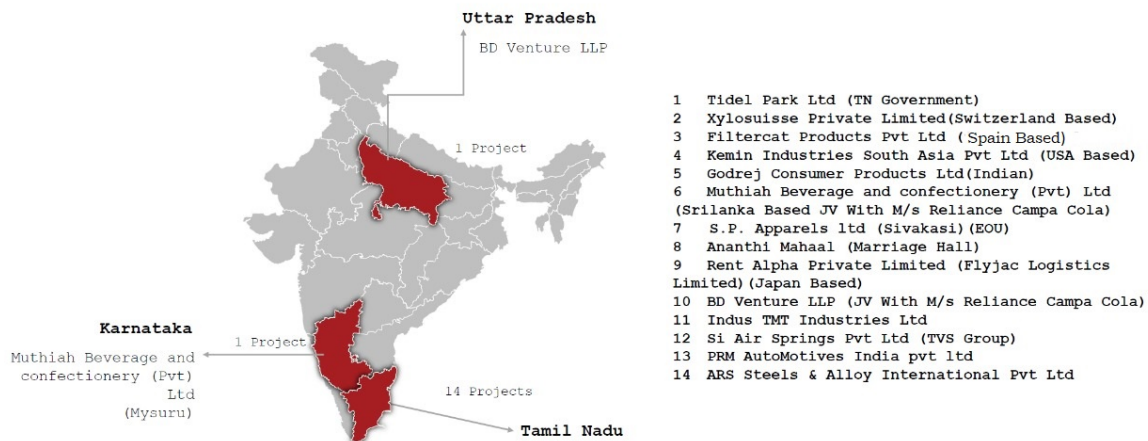 Uttar Pradesh
BD Venture LLP
1 Project
Karnataka
1 Project
Muthiah Beverage and
confectionery (Pvt)
Ltd
(Mysuru)
14 Projects
Tamil Nadu
1 Tidel Park Ltd (TN Government)
2 Xylosuisse Private Limited(Switzerland Based)
3 Filtercat Products Pvt Ltd ( Spain Based)
4 Kemin Industries South Asia Pvt Ltd (USA Based)
5 Godrej Consumer Products Ltd(Indian)
6 Muthiah Beverage and confectionery (Pvt) Ltd
(Srilanka Based JV With M/s Reliance Campa Cola)
7 S.P. Apparels ltd (Sivakasi)(EOU)
8 Ananthi Mahaal (Marriage Hall)
9 Rent Alpha Private Limited (Flyjac Logistics
Limited)(Japan Based)
10 BD Venture LLP (JV With M/s Reliance Campa Cola)
11 Indus TMT Industries Ltd
12 Si Air Springs Pvt Ltd (TVS Group)
13 PRM AutoMotives India pvt ltd
14 ARS Steels & Alloy International Pvt Ltd